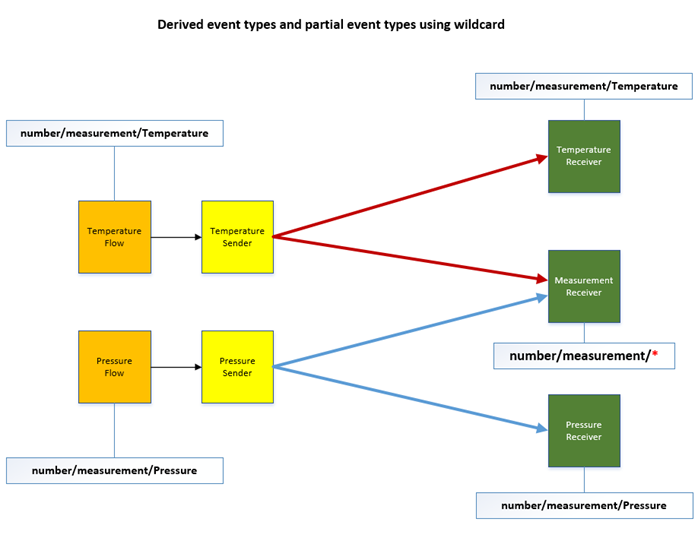 Derived event types and partial event types using wildcard
number/measurement/Temperature
number/measurement/Temperature
Temperature
Receiver
Temperature
Flow
Temperature
Sender
Measurement
Receiver
number/measurement/*
Pressure
Flow
Pressure
Sender
Pressure
Receiver
number/measurement/Pressure
number/measurement/Pressure